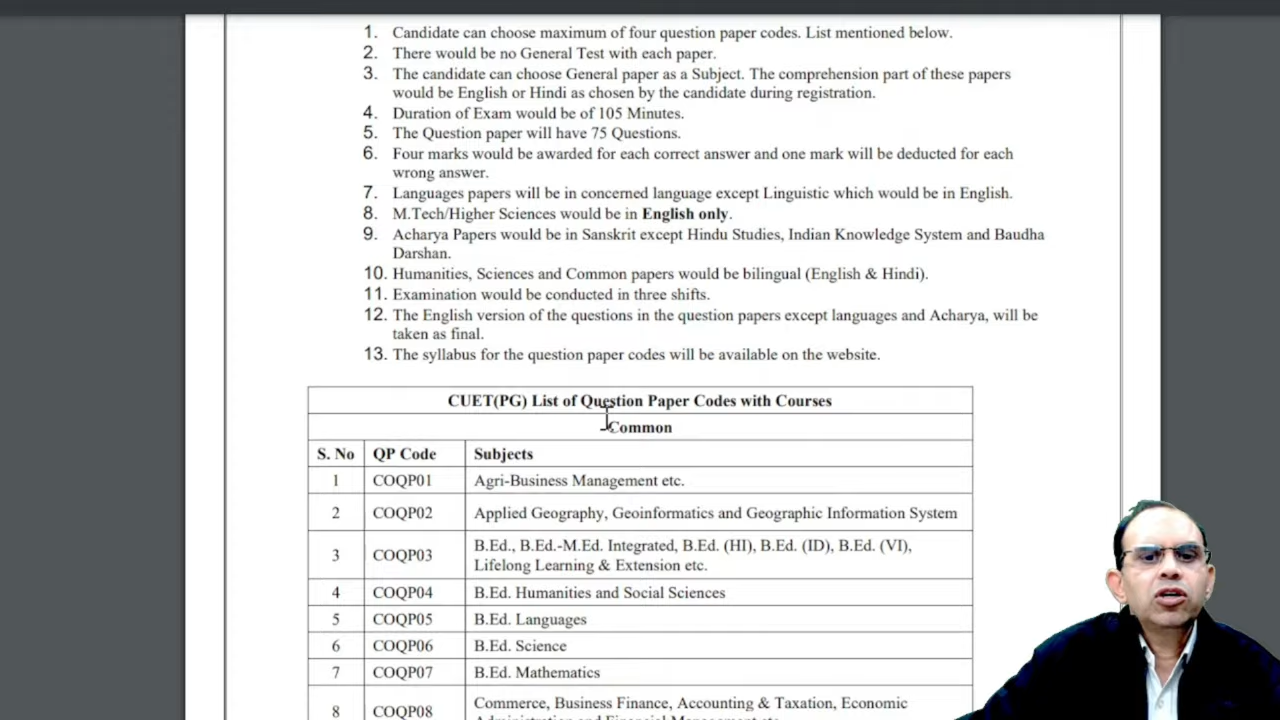 1. Candidate can choose maximum of four question paper codes. List mentioned below.
2. There would be no General Test with each paper.
3. The candidate can choose General paper as a Subject. The comprehension part of these papers
would be English or Hindi as chosen by the candidate during registration.
4. Duration of Exam would be of 105 Minutes.
5. The Question paper will have 75 Questions.
6. Four marks would be awarded for each correct answer and one mark will be deducted for each
wrong answer.
7. Languages papers will be in concerned language except Linguistic which would be in English.
8. M.Tech/Higher Sciences would be in English only.
9. Acharya Papers would be in Sanskrit except Hindu Studies, Indian Knowledge System and Baudha
Darshan.
10. Humanities, Sciences and Common papers would be bilingual (English & Hindi).
11. Examination would be conducted in three shifts.
12. The English version of the questions in the question papers except languages and Acharya, will be
taken as final.
13. The syllabus for the question paper codes will be available on the website.
CUET(PG) List of Question Paper Codes with Courses
Common
S. No QP Code Subjects
1 COQP01 Agri-Business Management etc.
2 COQP02 Applied Geography, Geoinformatics and Geographic Information System
3 COQP03 B.Ed., B.Ed.-M.Ed. Integrated, B.Ed. (HI), B.Ed. (ID), B.Ed. (VI),
Lifelong Learning & Extension etc.
4 COQP04 B.Ed. Humanities and Social Sciences
5 COQP05 B.Ed. Languages
6 COQP06 B.Ed. Science
7 COQP07 B.Ed. Mathematics
8 COQP08 Commerce, Business Finance, Accounting & Taxation, Economic